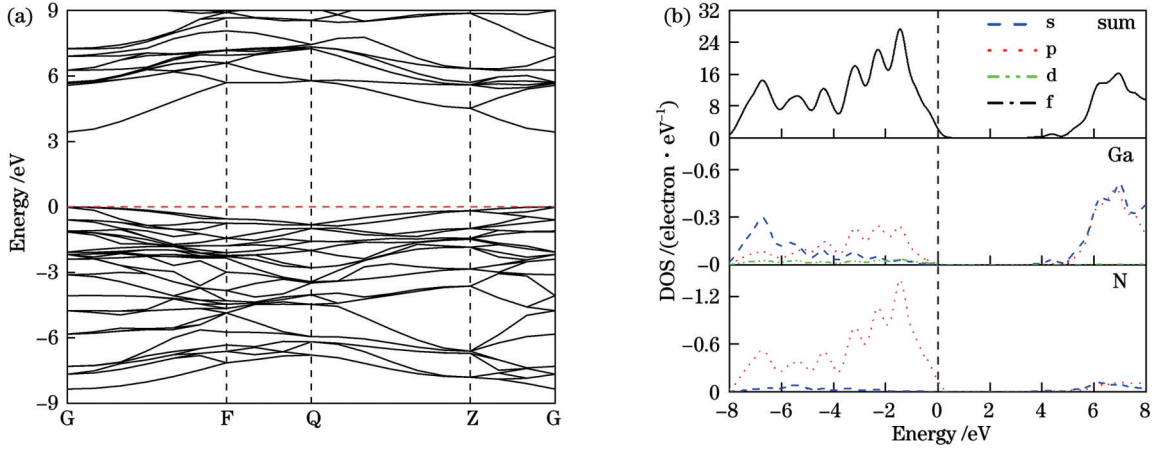 (a)
9
6
3
0
−3
−6
−9
Energy /eV
G F Q Z G
(b)
32
24
16
8
0
s
p
d
f
sum
−0.6
−0.3
−0
Ga
−1.2
−0.6
0
N
DOS /(electron · eV⁻¹)
−8 −6 −4 −2 0 2 4 6 8
Energy /eV